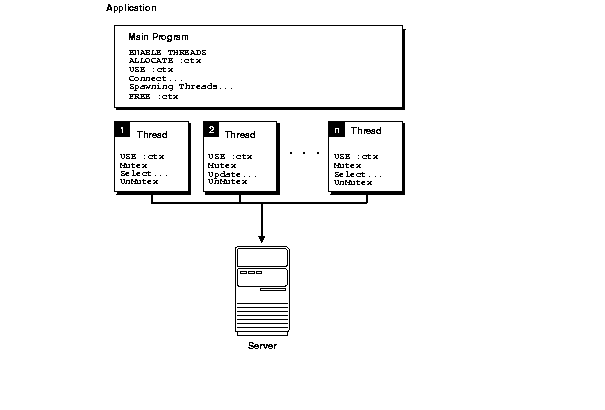 Application
Main Program
ENABLE THREADS
ALLOCATE :ctx
USE :ctx
Connect...
Spawning Threads...
FREE :ctx
1 Thread
USE :ctx
Mutex
Select...
UnMutex
2 Thread
USE :ctx
Mutex
Update...
UnMutex
. . .
n Thread
USE :ctx
Mutex
Select...
UnMutex
Server